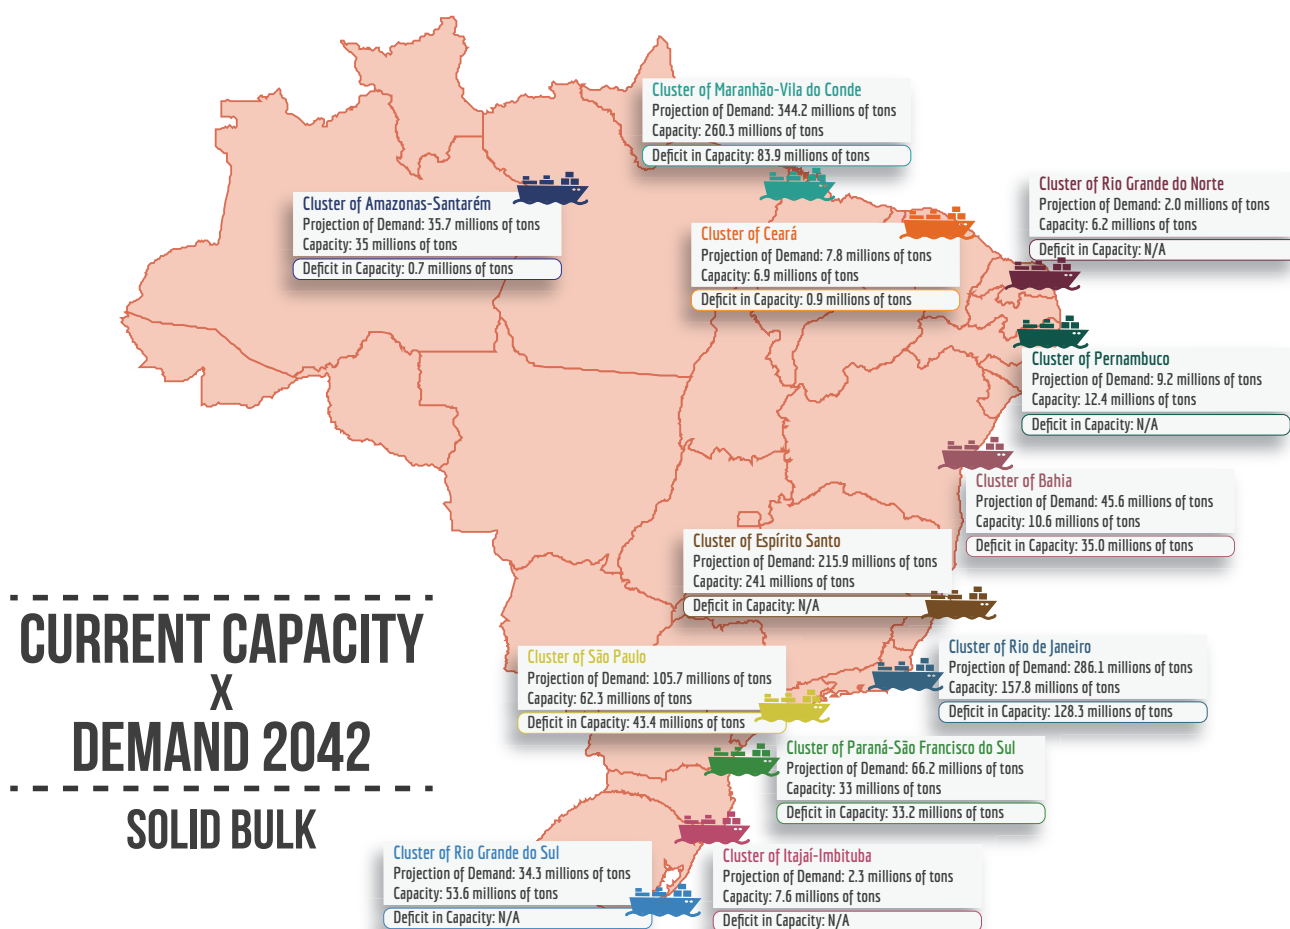 Cluster of Maranhão-Vila do Conde
Projection of Demand: 344.2 millions of tons
Capacity: 260.3 millions of tons
Deficit in Capacity: 83.9 millions of tons
Cluster of Rio Grande do Norte
Projection of Demand: 2.0 millions of tons
Capacity: 6.2 millions of tons
Deficit in Capacity: N/A
Cluster of Amazonas-Santarém
Projection of Demand: 35.7 millions of tons
Capacity: 35 millions of tons
Deficit in Capacity: 0.7 millions of tons
Cluster of Ceará
Projection of Demand: 7.8 millions of tons
Capacity: 6.9 millions of tons
Deficit in Capacity: 0.9 millions of tons
Cluster of Pernambuco
Projection of Demand: 9.2 millions of tons
Capacity: 12.4 millions of tons
Deficit in Capacity: N/A
Cluster of Bahia
Projection of Demand: 45.6 millions of tons
Capacity: 10.6 millions of tons
Deficit in Capacity: 35.0 millions of tons
Cluster of Espírito Santo
Projection of Demand: 215.9 millions of tons
Capacity: 241 millions of tons
Deficit in Capacity: N/A
CURRENT CAPACITY
X
DEMAND 2042
SOLID BULK
Cluster of Rio de Janeiro
Projection of Demand: 286.1 millions of tons
Capacity: 157.8 millions of tons
Deficit in Capacity: 128.3 millions of tons
Cluster of São Paulo
Projection of Demand: 105.7 millions of tons
Capacity: 62.3 millions of tons
Deficit in Capacity: 43.4 millions of tons
Cluster of Paraná-São Francisco do Sul
Projection of Demand: 66.2 millions of tons
Capacity: 33 millions of tons
Deficit in Capacity: 33.2 millions of tons
Cluster of Rio Grande do Sul
Projection of Demand: 34.3 millions of tons
Capacity: 53.6 millions of tons
Deficit in Capacity: N/A
Cluster of Itajaí-Imbituba
Projection of Demand: 2.3 millions of tons
Capacity: 7.6 millions of tons
Deficit in Capacity: N/A